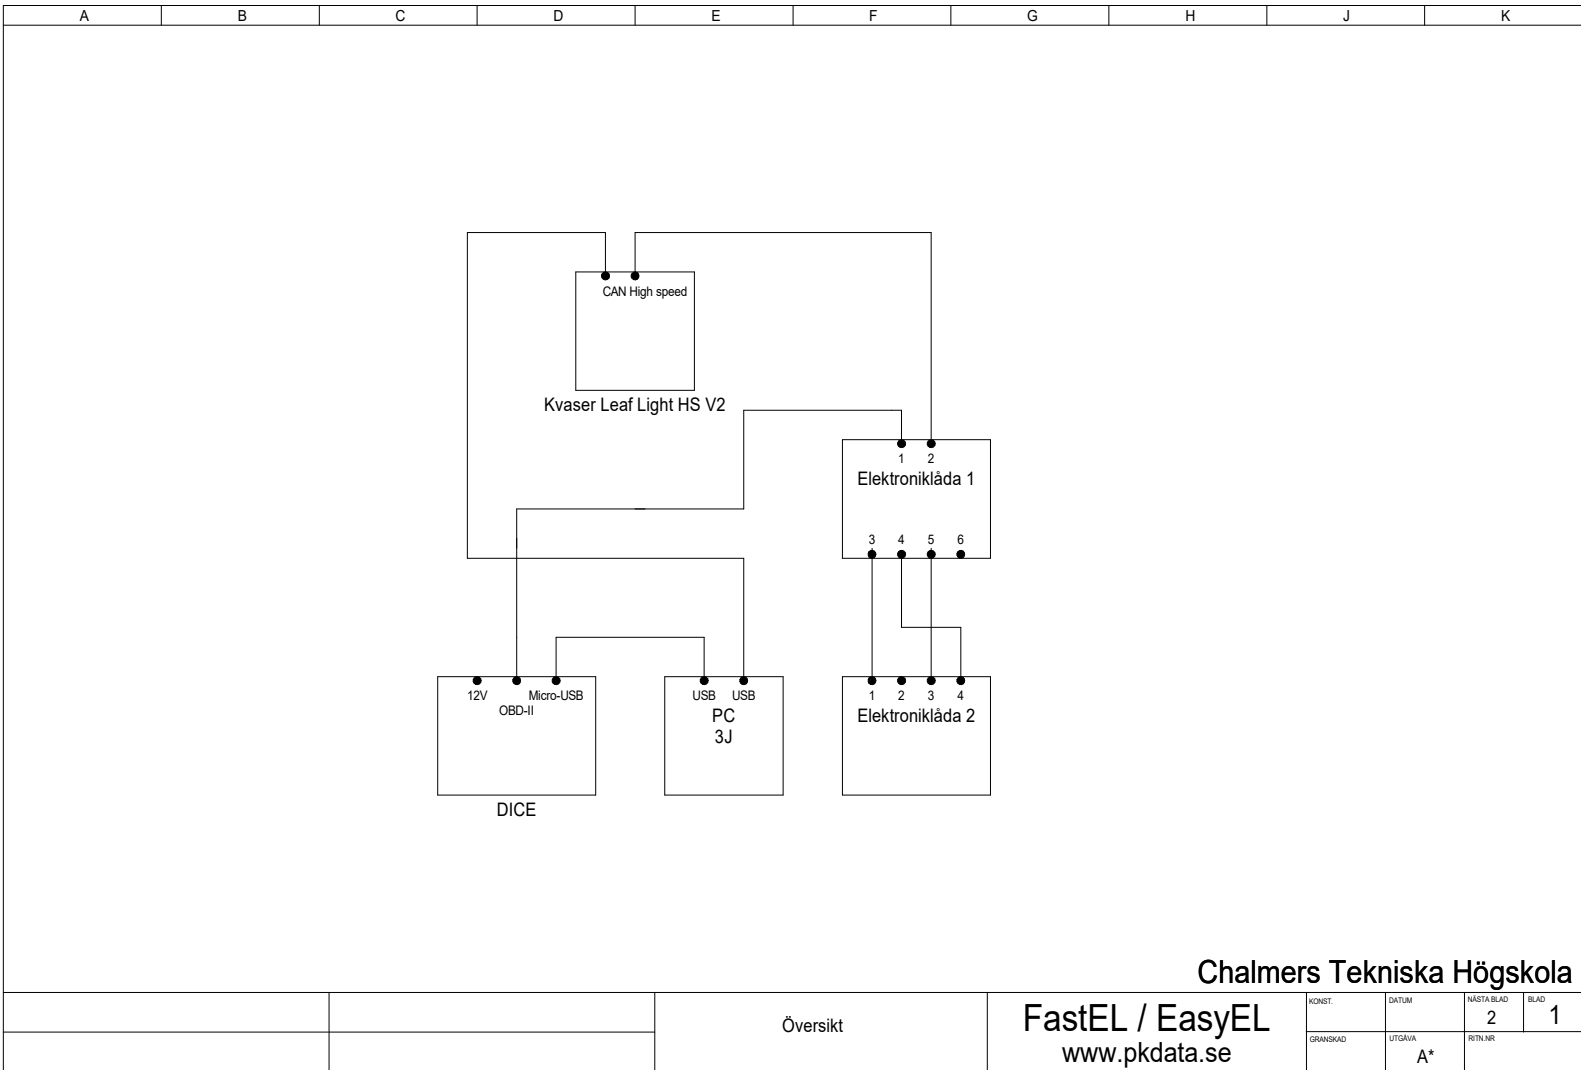 A B C D E F G H J K
CAN High speed
Kvaser Leaf Light HS V2
1 2
Elektroniklåda 1
3 4 5 6
12V
OBD-II
Micro-USB
DICE
USB USB
PC
3J
1 2 3 4
Elektroniklåda 2
Chalmers Tekniska Högskola
Översikt
FastEL / EasyEL
www.pkdata.se
KONST.
DATUM
NÄSTA BLAD
2
BLAD
1
GRANSKAD
UTGÅVA
A*
RITN.NR